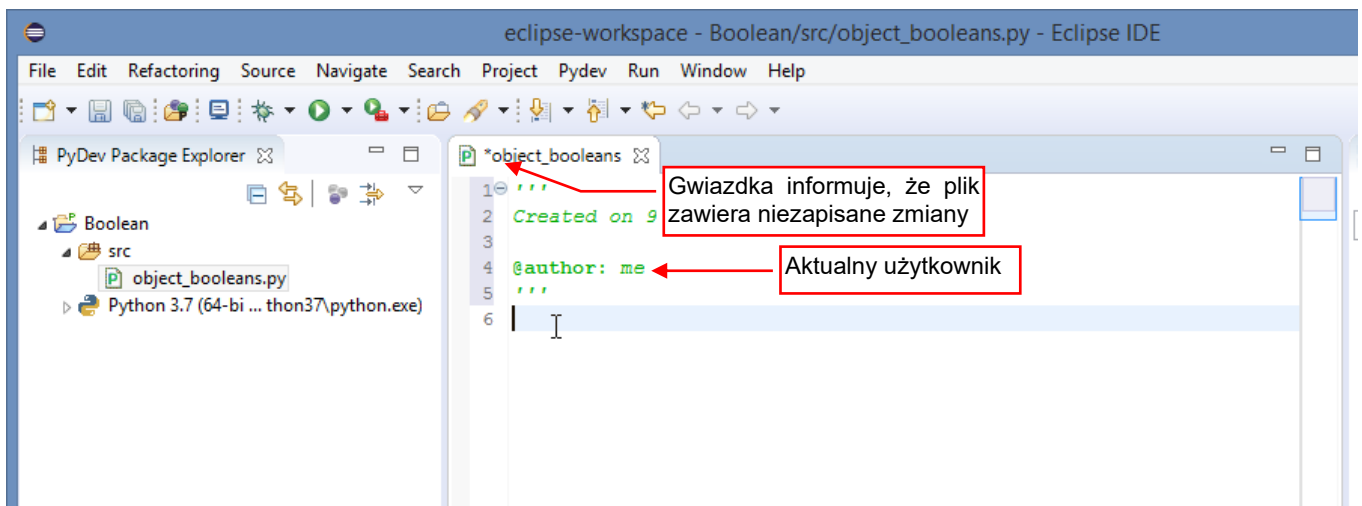 eclipse-workspace - Boolean/src/object_booleans.py - Eclipse IDE
File Edit Refactoring Source Navigate Search Project Pydev Run Window Help
PyDev Package Explorer
Boolean
src
object_booleans.py
Python 3.7 (64-bi ... thon37\python.exe)
*object_booleans
1 '''
2 Created on 9
3
4 @author: me
5 '''
6
Gwiazdka informuje, że plik
zawiera niezapisane zmiany
Aktualny użytkownik